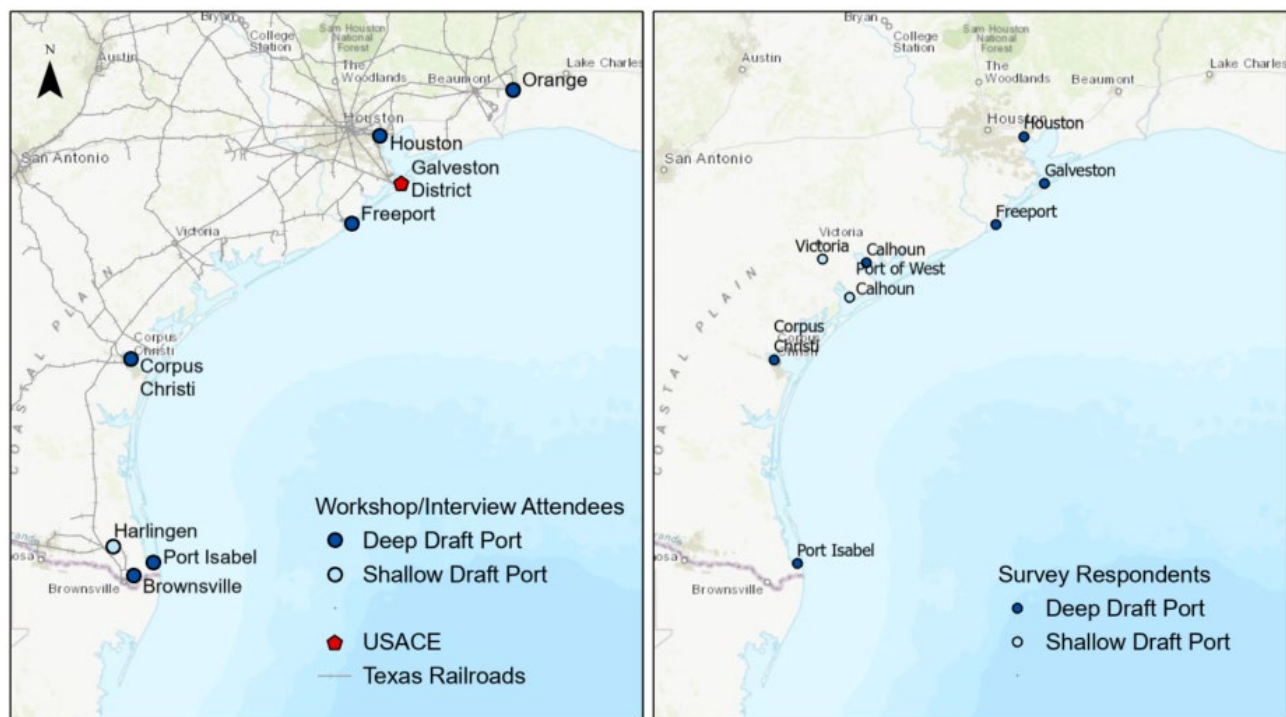 N
Bryan
College
Station
Sam Houston
National
Forest
Austin
The
Woodlands
Beaumont
Lake Charles
Orange
Houston
Houston
San Antonio
Galveston
District
Freeport
Victoria
COASTAL PLAIN
Corpus
Christi
Corpus
Christi
Harlingen
Port Isabel
Brownsville
Brownsville
Workshop/Interview Attendees
Deep Draft Port
Shallow Draft Port
USACE
Texas Railroads
Bryan
College
Station
Sam Houston
National
Forest
Austin
The
Woodlands
Beaumont
Lake Charles
Houston
Houston
San Antonio
Galveston
Freeport
Victoria
Victoria
Calhoun
Port of West
Calhoun
COASTAL PLAIN
Corpus
Christi
Corpus
Christi
Port Isabel
Brownsville
Survey Respondents
Deep Draft Port
Shallow Draft Port